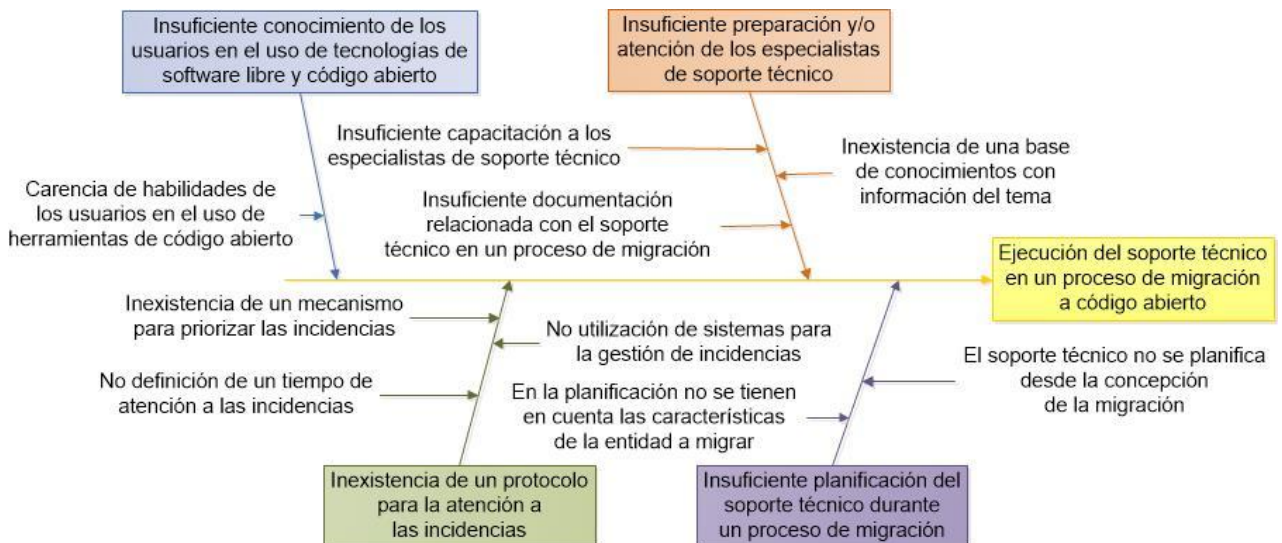 Insuficiente conocimiento de los
usuarios en el uso de tecnologías de
software libre y código abierto
Insuficiente preparación y/o
atención de los especialistas
de soporte técnico
Insuficiente capacitación a los
especialistas de soporte técnico
Inexistencia de una base
de conocimientos con
información del tema
Carencia de habilidades de
los usuarios en el uso de
herramientas de código abierto
Insuficiente documentación
relacionada con el soporte
técnico en un proceso de migración
Ejecución del soporte técnico
en un proceso de migración
a código abierto
Inexistencia de un mecanismo
para priorizar las incidencias
No utilización de sistemas para
la gestión de incidencias
El soporte técnico no se planifica
desde la concepción
de la migración
No definición de un tiempo de
atención a las incidencias
En la planificación no se tienen
en cuenta las características
de la entidad a migrar
Inexistencia de un protocolo
para la atención a
las incidencias
Insuficiente planificación del
soporte técnico durante
un proceso de migración